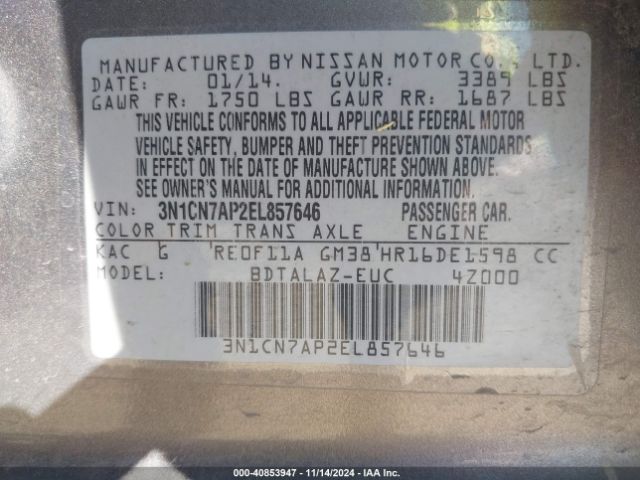 MANUFACTURED BY NISSAN MOTOR CO., LTD.
DATE: 01/14. GVWR: 3389 LBS
GAWR FR: 1750 LBS GAWR RR: 1687 LBS
THIS VEHICLE CONFORMS TO ALL APPLICABLE FEDERAL MOTOR
VEHICLE SAFETY, BUMPER AND THEFT PREVENTION STANDARDS
IN EFFECT ON THE DATE OF MANUFACTURE SHOWN ABOVE.
SEE OWNER'S MANUAL FOR ADDITIONAL INFORMATION.
VIN: 3N1CN7AP2EL857646 PASSENGER CAR.
COLOR TRIM TRANS AXLE ENGINE
KAC G 'RE0F11A GM38'HR16DE1598 CC
MODEL: BDTALAZ-EUC 4Z000
3N1CN7AP2EL857646
000-40853947 - 11/14/2024 - IAA Inc.